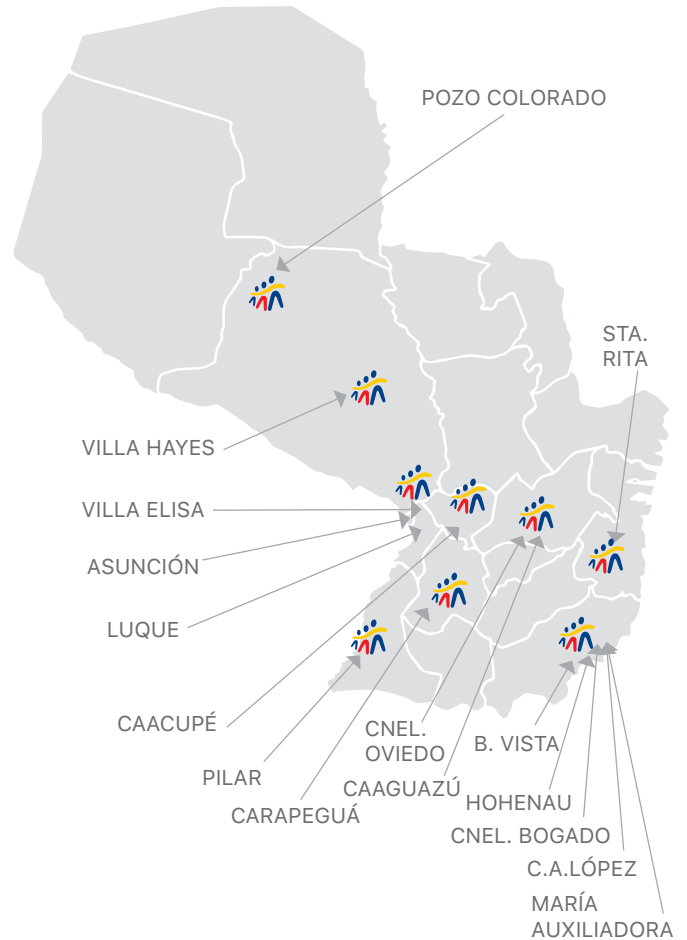 POZO COLORADO
STA.
RITA
VILLA HAYES
VILLA ELISA
ASUNCIÓN
LUQUE
CAACUPÉ
PILAR
CARAPEGUÁ
CNEL.
OVIEDO
CAAGUAZÚ
B. VISTA
HOHENAU
CNEL. BOGADO
C.A.LÓPEZ
MARÍA
AUXILIADORA